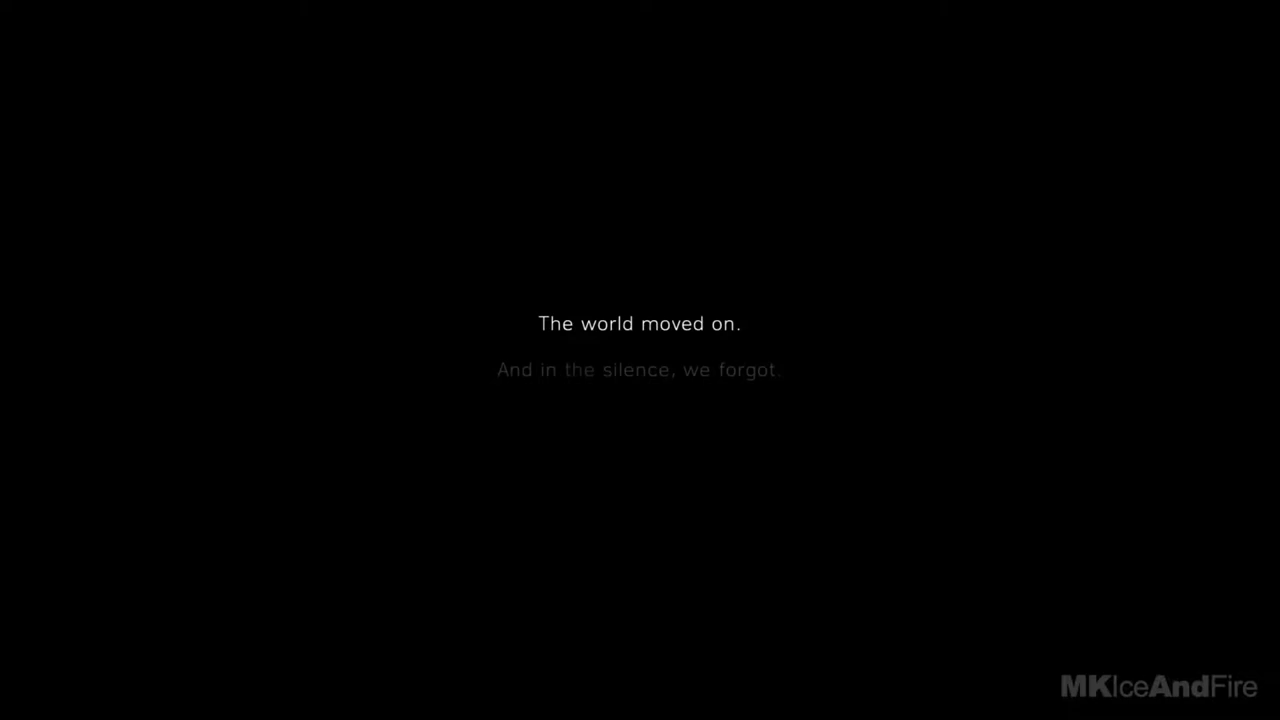 The world moved on.
And in the silence, we forgot.
MKIceAndFire